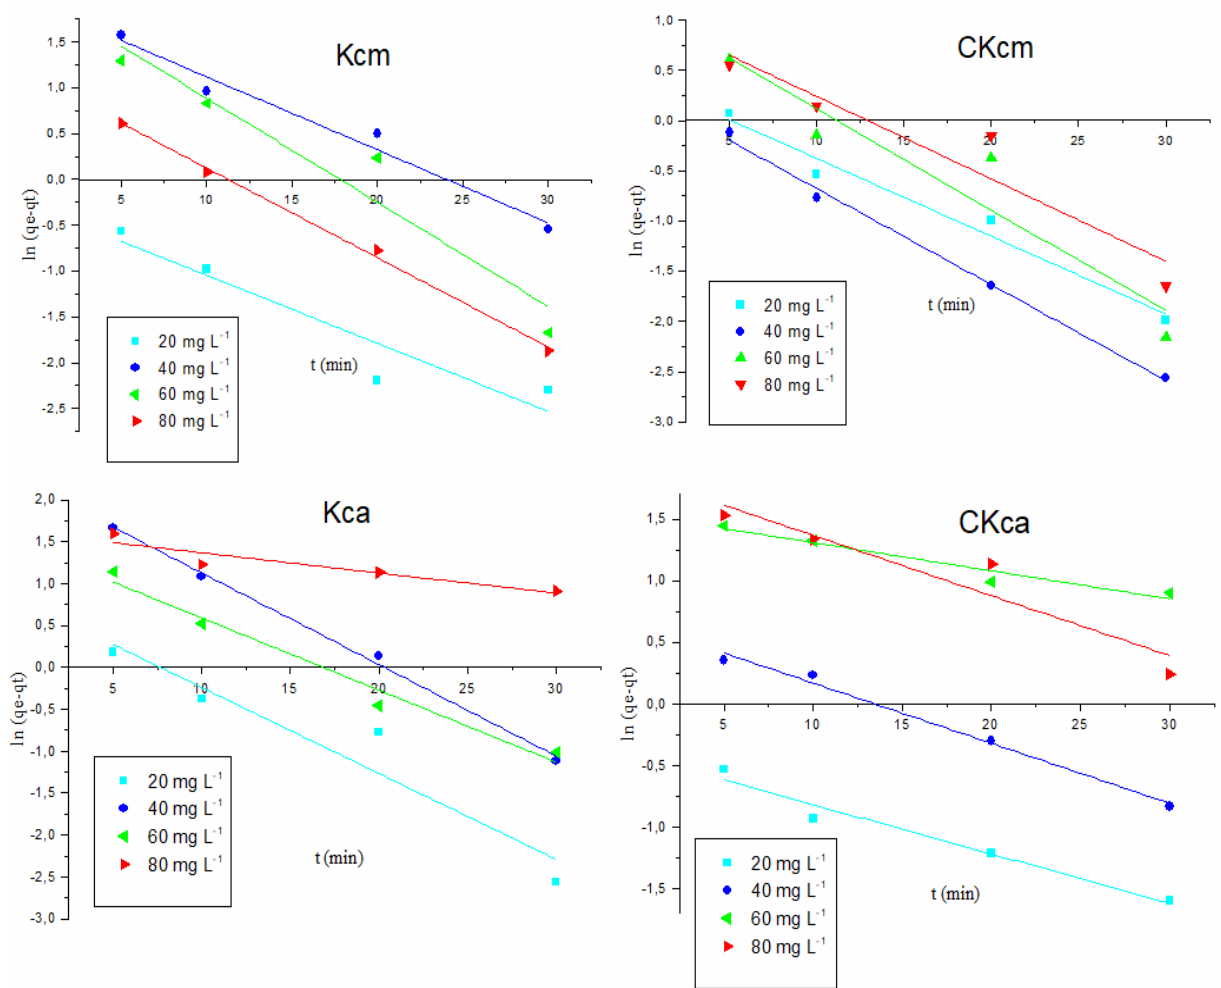 Kcm
1,5
1,0
0,5
0,0
-0,5
-1,0
-1,5
-2,0
-2,5
ln (qe-qt)
5 10 15 20 25 30
t (min)
20 mg L⁻¹
40 mg L⁻¹
60 mg L⁻¹
80 mg L⁻¹
CKcm
1,0
0,5
0,0
-0,5
-1,0
-1,5
-2,0
-2,5
-3,0
ln (qe-qt)
5 10 15 20 25 30
t (min)
20 mg L⁻¹
40 mg L⁻¹
60 mg L⁻¹
80 mg L⁻¹
Kca
2,0
1,5
1,0
0,5
0,0
-0,5
-1,0
-1,5
-2,0
-2,5
-3,0
ln (qe-qt)
5 10 15 20 25 30
t (min)
20 mg L⁻¹
40 mg L⁻¹
60 mg L⁻¹
80 mg L⁻¹
CKca
1,5
1,0
0,5
0,0
-0,5
-1,0
-1,5
ln (qe-qt)
5 10 15 20 25 30
t (min)
20 mg L⁻¹
40 mg L⁻¹
60 mg L⁻¹
80 mg L⁻¹